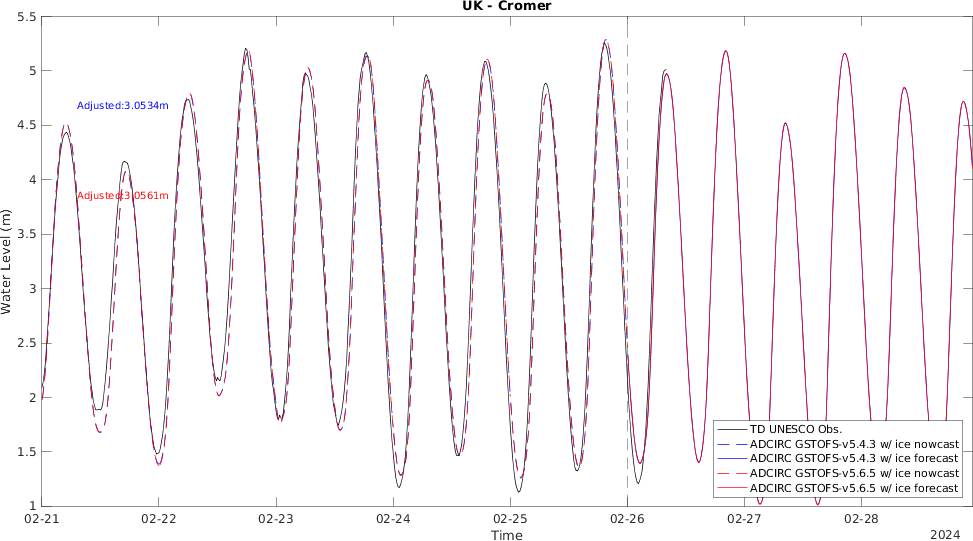 UK - Cromer
5.5
5
4.5
4
3.5
3
2.5
2
1.5
1
Water Level (m)
Adjusted:3.0534m
Adjusted:3.0561m
TD UNESCO Obs.
ADCIRC GSTOFS-v5.4.3 w/ ice nowcast
ADCIRC GSTOFS-v5.4.3 w/ ice forecast
ADCIRC GSTOFS-v5.6.5 w/ ice nowcast
ADCIRC GSTOFS-v5.6.5 w/ ice forecast
02-21 02-22 02-23 02-24 02-25 02-26 02-27 02-28
Time
2024